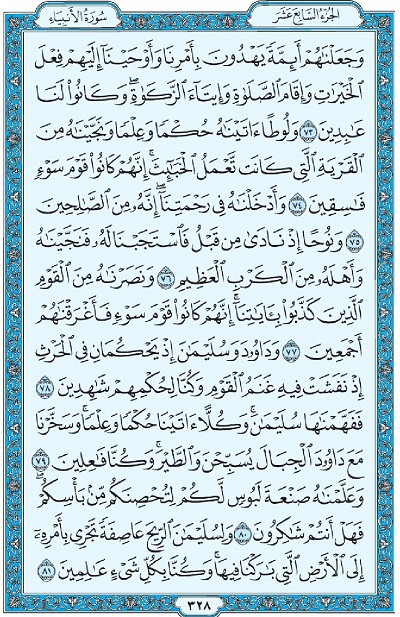 الجزء السابع عشر
سورة الأنبياء
وَجَعَلْنَٰهُمْ أَئِمَّةً يَهْدُونَ بِأَمْرِنَا وَأَوْحَيْنَآ إِلَيْهِمْ فِعْلَ
ٱلْخَيْرَٰتِ وَإِقَامَ ٱلصَّلَوٰةِ وَإِيتَآءَ ٱلزَّكَوٰةِ ۖ وَكَانُوا۟ لَنَا
عَٰبِدِينَ ٧٣ وَلُوطًا ءَاتَيْنَٰهُ حُكْمًا وَعِلْمًا وَنَجَّيْنَٰهُ مِنَ
ٱلْقَرْيَةِ ٱلَّتِى كَانَت تَّعْمَلُ ٱلْخَبَٰٓئِثَ ۗ إِنَّهُمْ كَانُوا۟ قَوْمَ سَوْءٍ
فَٰسِقِينَ ٧٤ وَأَدْخَلْنَٰهُ فِى رَحْمَتِنَآ ۖ إِنَّهُۥ مِنَ ٱلصَّٰلِحِينَ
٧٥ وَنُوحًا إِذْ نَادَىٰ مِن قَبْلُ فَٱسْتَجَبْنَا لَهُۥ فَنَجَّيْنَٰهُ
وَأَهْلَهُۥ مِنَ ٱلْكَرْبِ ٱلْعَظِيمِ ٧٦ وَنَصَرْنَٰهُ مِنَ ٱلْقَوْمِ
ٱلَّذِينَ كَذَّبُوا۟ بِـَٔايَٰتِنَآ ۚ إِنَّهُمْ كَانُوا۟ قَوْمَ سَوْءٍ فَأَغْرَقْنَٰهُمْ
أَجْمَعِينَ ٧٧ وَدَاوُۥدَ وَسُلَيْمَٰنَ إِذْ يَحْكُمَانِ فِى ٱلْحَرْثِ
إِذْ نَفَشَتْ فِيهِ غَنَمُ ٱلْقَوْمِ وَكُنَّا لِحُكْمِهِمْ شَٰهِدِينَ ٧٨
فَفَهَّمْنَٰهَا سُلَيْمَٰنَ ۚ وَكُلًّا ءَاتَيْنَا حُكْمًا وَعِلْمًا ۚ وَسَخَّرْنَا
مَعَ دَاوُۥدَ ٱلْجِبَالَ يُسَبِّحْنَ وَٱلطَّيْرَ ۚ وَكُنَّا فَٰعِلِينَ ٧٩
وَعَلَّمْنَٰهُ صَنْعَةَ لَبُوسٍ لَّكُمْ لِتُحْصِنَكُم مِّنۢ بَأْسِكُمْ ۖ
فَهَلْ أَنتُمْ شَٰكِرُونَ ٨٠ وَلِسُلَيْمَٰنَ ٱلرِّيحَ عَاصِفَةً تَجْرِى بِأَمْرِهِۦٓ
إِلَى ٱلْأَرْضِ ٱلَّتِى بَٰرَكْنَا فِيهَا ۚ وَكُنَّا بِكُلِّ شَىْءٍ عَٰلِمِينَ ٨١
٣٢٨